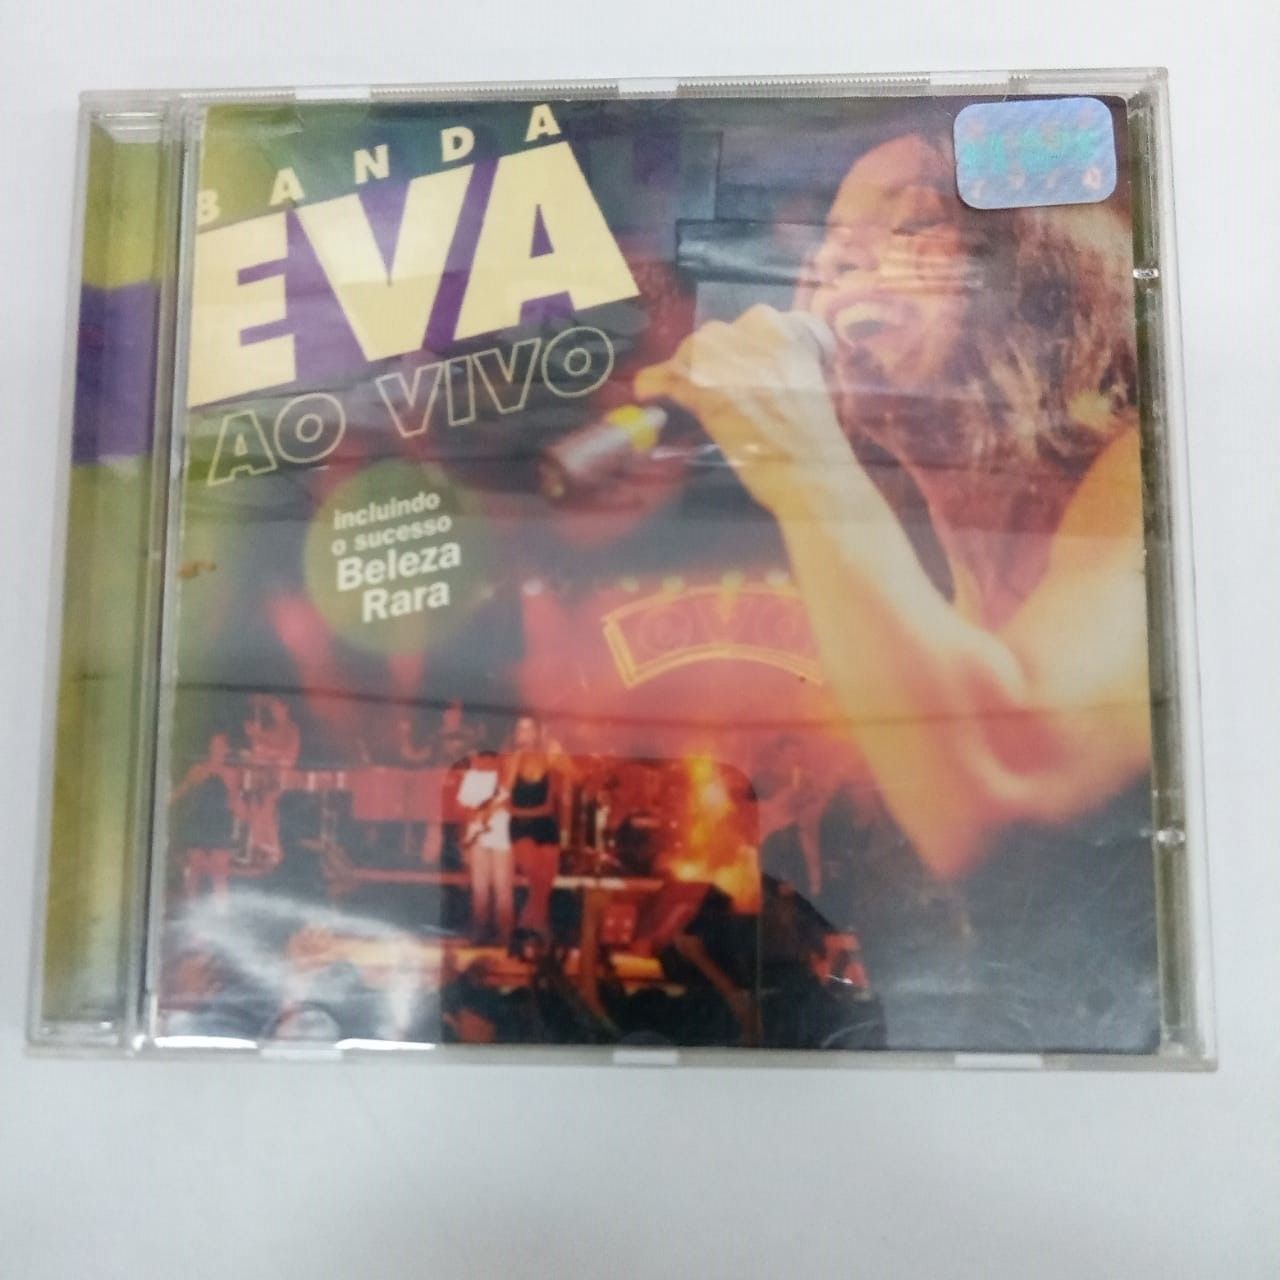 BANDA
EVA
AO VIVO
incluindo
o sucesso
Beleza
Rara